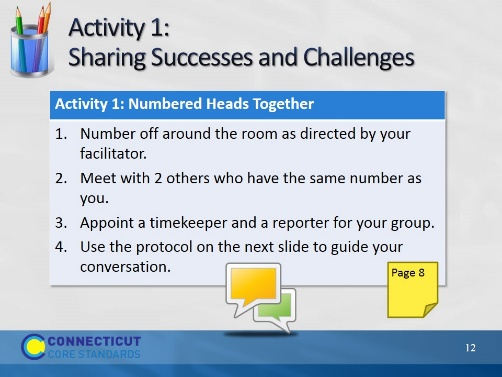 Activity 1:
Sharing Successes and Challenges
Activity 1: Numbered Heads Together
1. Number off around the room as directed by your
facilitator.
2. Meet with 2 others who have the same number as
you.
3. Appoint a timekeeper and a reporter for your group.
4. Use the protocol on the next slide to guide your
conversation.
Page 8
CONNECTICUT
CORE STANDARDS
12